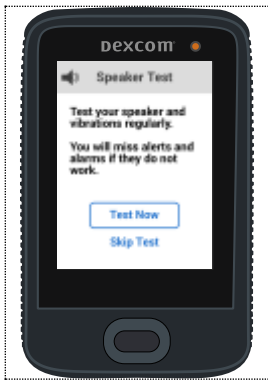 Dexcom
Speaker Test
Test your speaker and
vibrations regularly.
You will miss alerts and
alarms if they do not
work.
Test Now
Skip Test